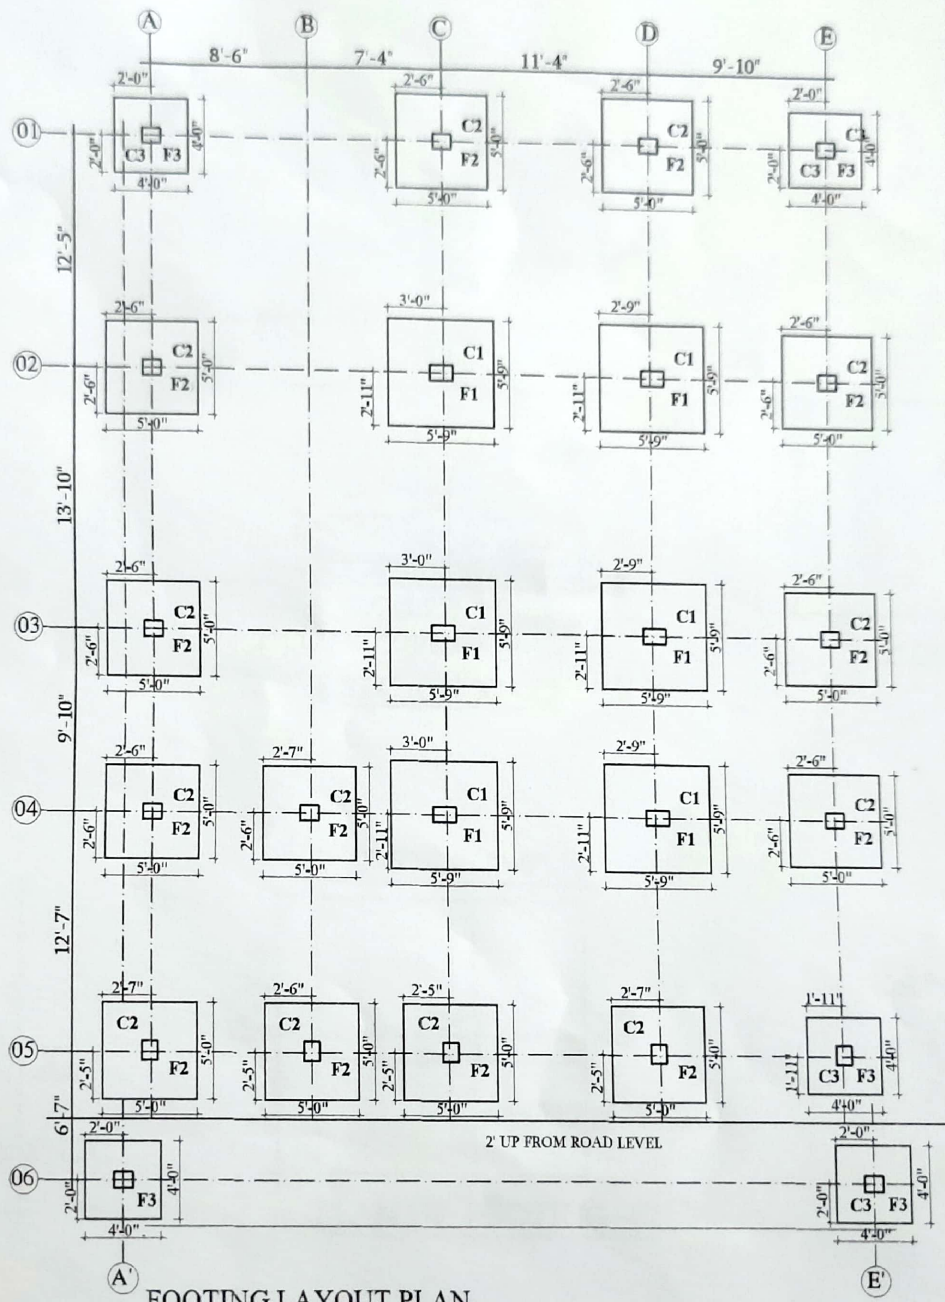 A B C D E
8'-6" 7'-4" 11'-4" 9'-10"
2'-0" 2'-6" 2'-6" 2'-0"
01
C3 F3 2'-0" 4'-0" 4'-0"
C2 F2 2'-6" 5'-0" 5'-0"
C2 F2 2'-6" 5'-0" 5'-0"
C3 C3 F3 2'-0" 4'-0" 4'-0"
12'-5"
2'-6" 3'-0" 2'-9" 2'-6"
02
C2 F2 2'-6" 5'-0" 5'-0"
C1 F1 2'-11" 5'-9" 5'-9"
C1 F1 2'-11" 5'-9" 5'-9"
C2 F2 2'-6" 5'-0" 5'-0"
13'-10"
2'-6" 3'-0" 2'-9" 2'-6"
03
C2 F2 2'-6" 5'-0" 5'-0"
C1 F1 2'-11" 5'-9" 5'-9"
C1 F1 2'-11" 5'-9" 5'-9"
C2 F2 2'-6" 5'-0" 5'-0"
9'-10"
2'-6" 2'-7" 3'-0" 2'-9" 2'-6"
04
C2 F2 2'-6" 5'-0" 5'-0"
C2 F2 2'-6" 5'-0" 5'-0"
C1 F1 2'-11" 5'-9" 5'-9"
C1 F1 2'-11" 5'-9" 5'-9"
C2 F2 2'-6" 5'-0" 5'-0"
12'-7"
2'-7" 2'-6" 2'-5" 2'-7" 1'-11"
05
C2 F2 2'-5" 5'-0" 5'-0"
C2 F2 2'-5" 5'-0" 5'-0"
C2 F2 2'-5" 5'-0" 5'-0"
C2 F2 2'-5" 5'-0" 5'-0"
C3 F3 1'-11" 4'-0" 4'-0"
6'-7"
2' UP FROM ROAD LEVEL
2'-0" 2'-0"
06
F3 2'-0" 4'-0" 4'-0"
C3 F3 2'-0" 4'-0" 4'-0"
A' E'
FOOTING LAYOUT PLAN